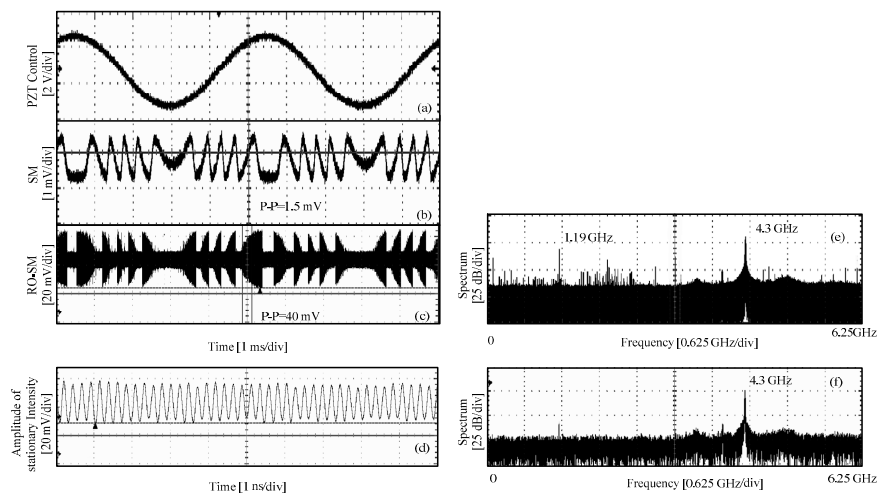 PZT Control
[2 V/div]
(a)
SM
[1 mV/div]
P-P=1.5 mV
(b)
RO-SM
[20 mV/div]
P-P=40 mV
(c)
Time [1 ms/div]
Amplitude of
stationary Intensity
[20 mV/div]
(d)
Time [1 ns/div]
Spectrum
[25 dB/div]
1.19 GHz
4.3 GHz
(e)
0
Frequency [0.625 GHz/div]
6.25GHz
Spectrum
[25 dB/div]
4.3 GHz
(f)
0
Frequency [0.625 GHz/div]
6.25GHz